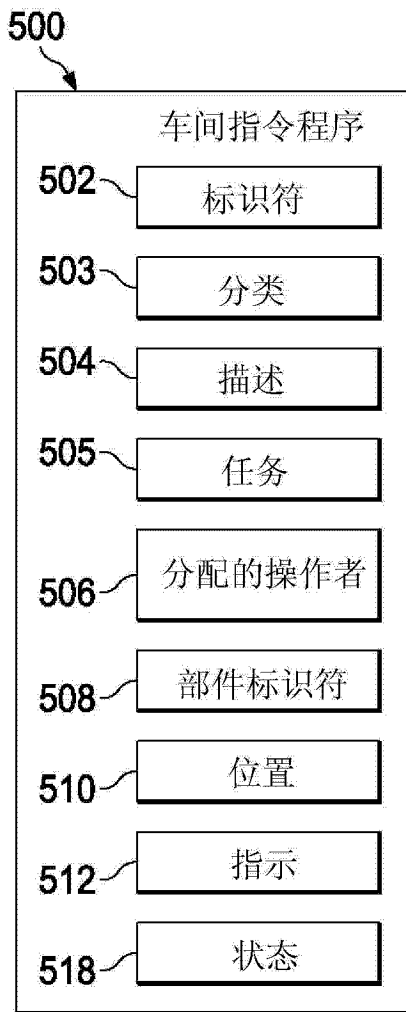 500
车间指令程序
502
标识符
503
分类
504
描述
505
任务
506
分配的操作者
508
部件标识符
510
位置
512
指示
518
状态